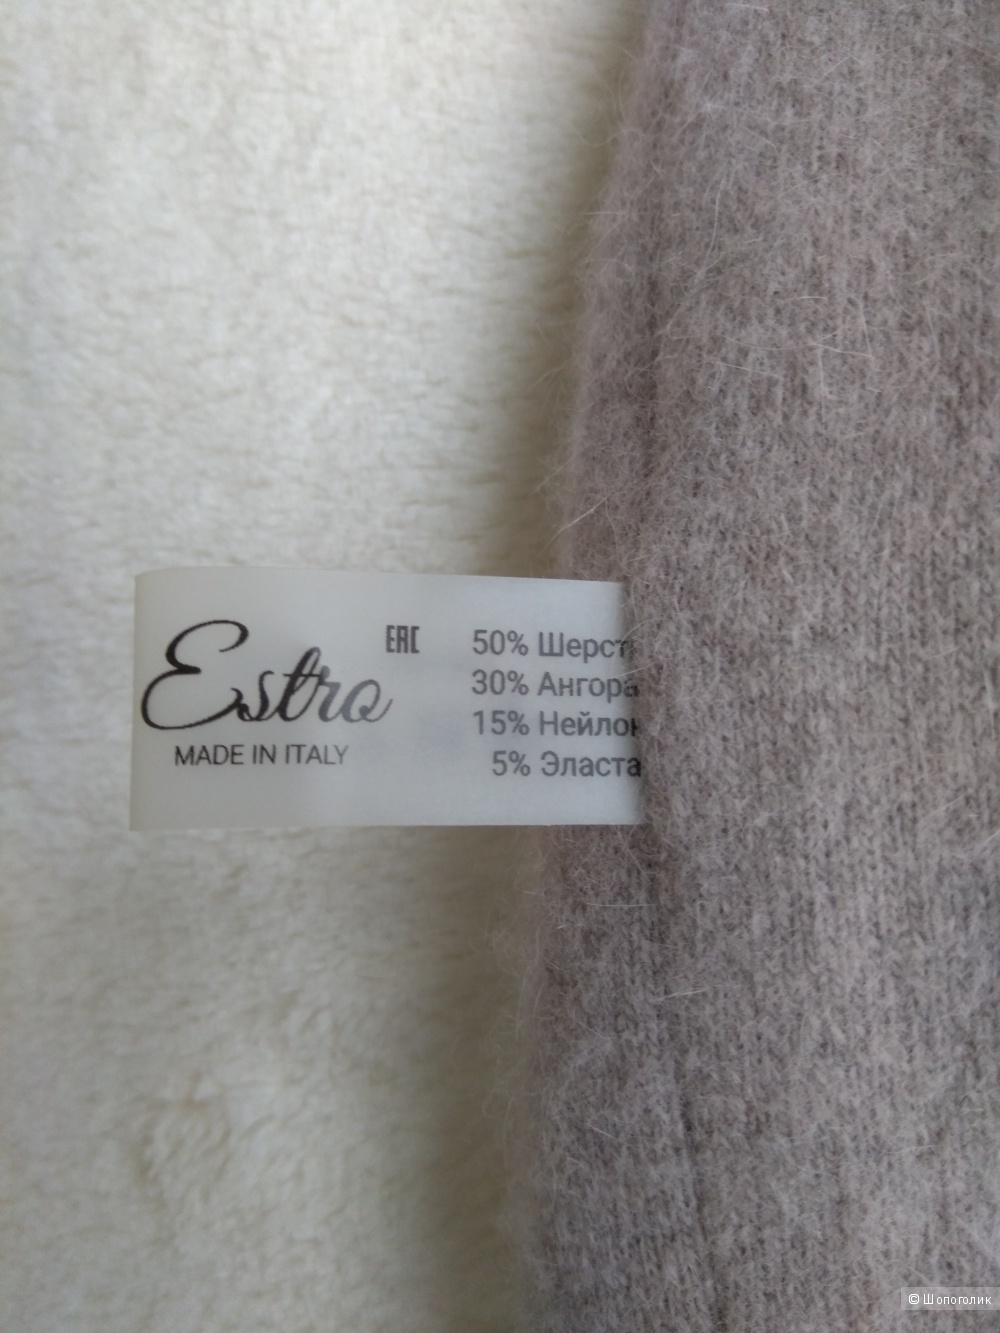 Estro
MADE IN ITALY
EAC
50% Шерст
30% Ангора
15% Нейлон
5% Эласта
© Шопоголик